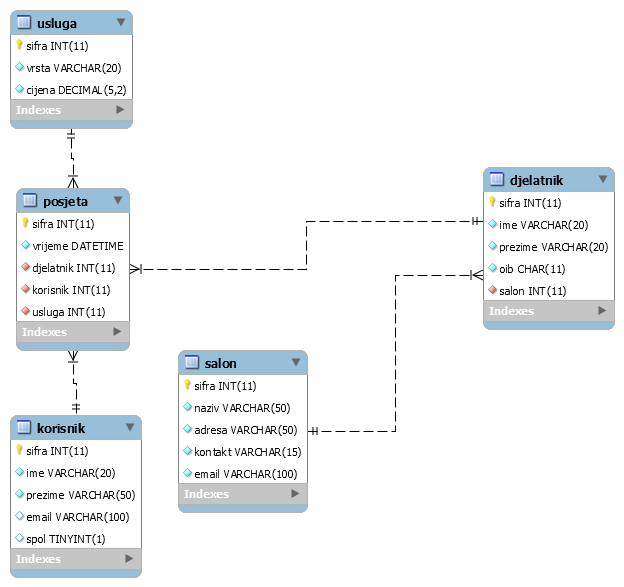 usluga
sifra INT(11)
vrsta VARCHAR(20)
cijena DECIMAL(5,2)
Indexes
posjeta
sifra INT(11)
vrijeme DATETIME
djelatnik INT(11)
korisnik INT(11)
usluga INT(11)
Indexes
djelatnik
sifra INT(11)
ime VARCHAR(20)
prezime VARCHAR(20)
oib CHAR(11)
salon INT(11)
Indexes
salon
sifra INT(11)
naziv VARCHAR(50)
adresa VARCHAR(50)
kontakt VARCHAR(15)
email VARCHAR(100)
Indexes
korisnik
sifra INT(11)
ime VARCHAR(20)
prezime VARCHAR(50)
email VARCHAR(100)
spol TINYINT(1)
Indexes